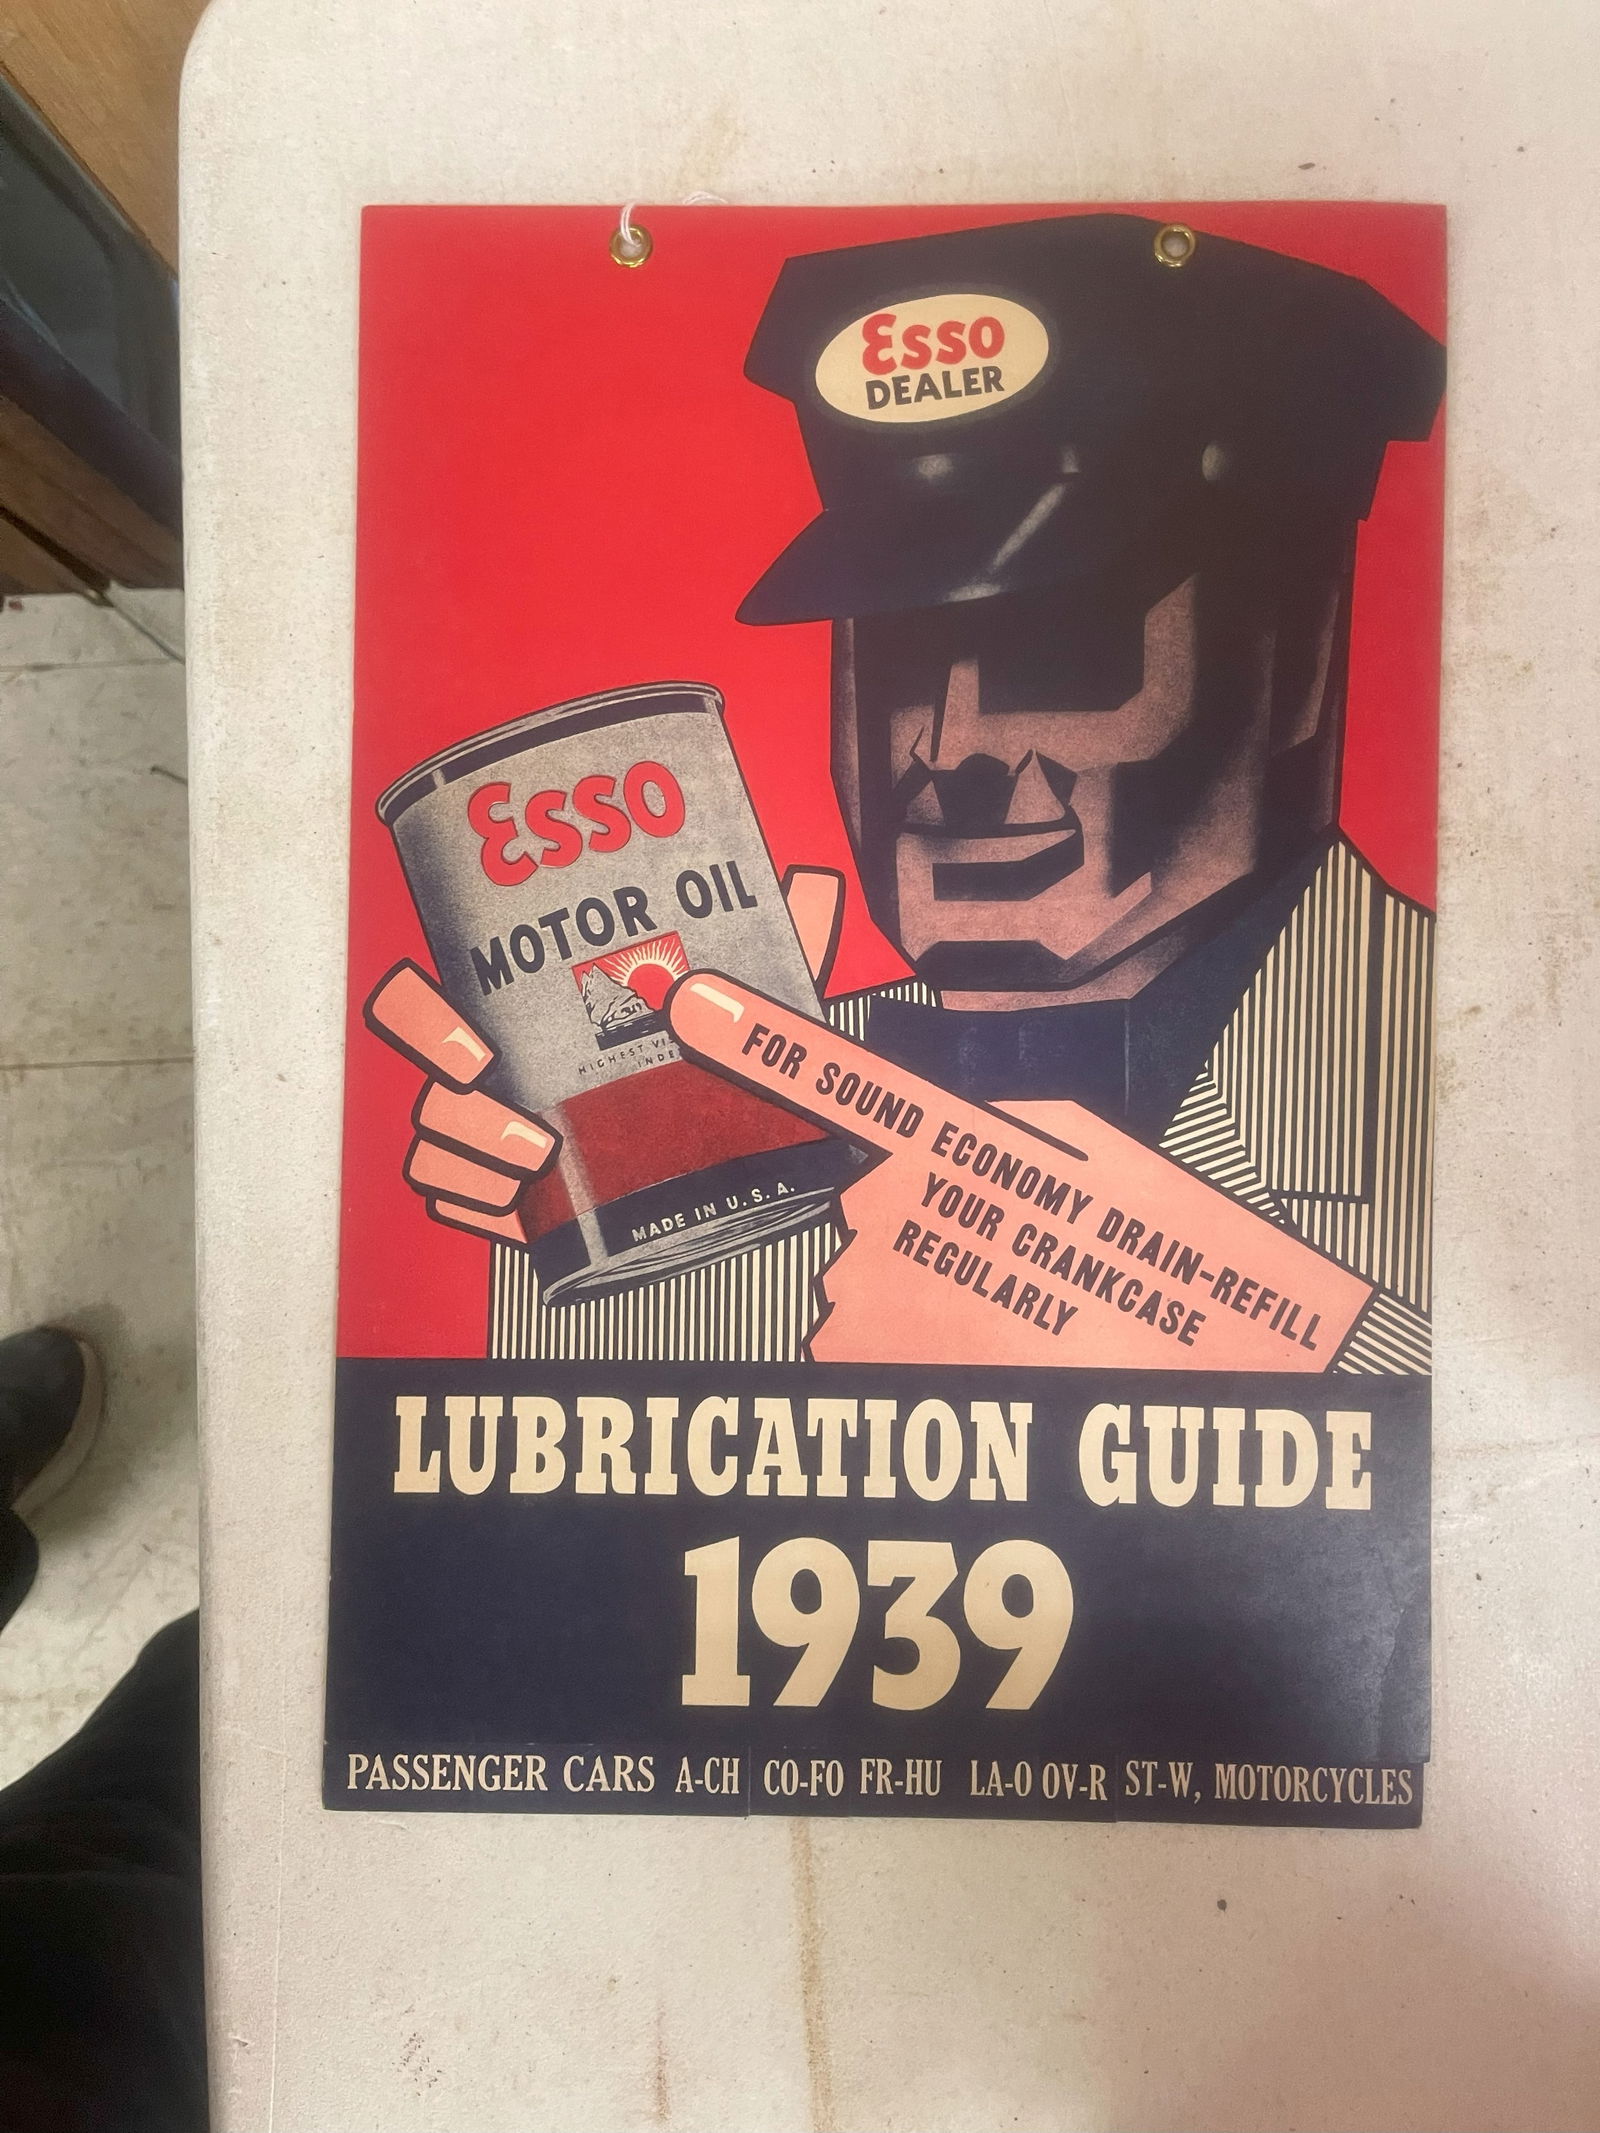 Esso
DEALER
Esso
MOTOR OIL
HIGHEST
MADE IN U.S.A.
FOR SOUND ECONOMY DRAIN-REFILL
YOUR CRANKCASE
REGULARLY
LUBRICATION GUIDE
1939
PASSENGER CARS A-CH CO-FO FR-HU LA-O OV-R ST-W, MOTORCYCLES